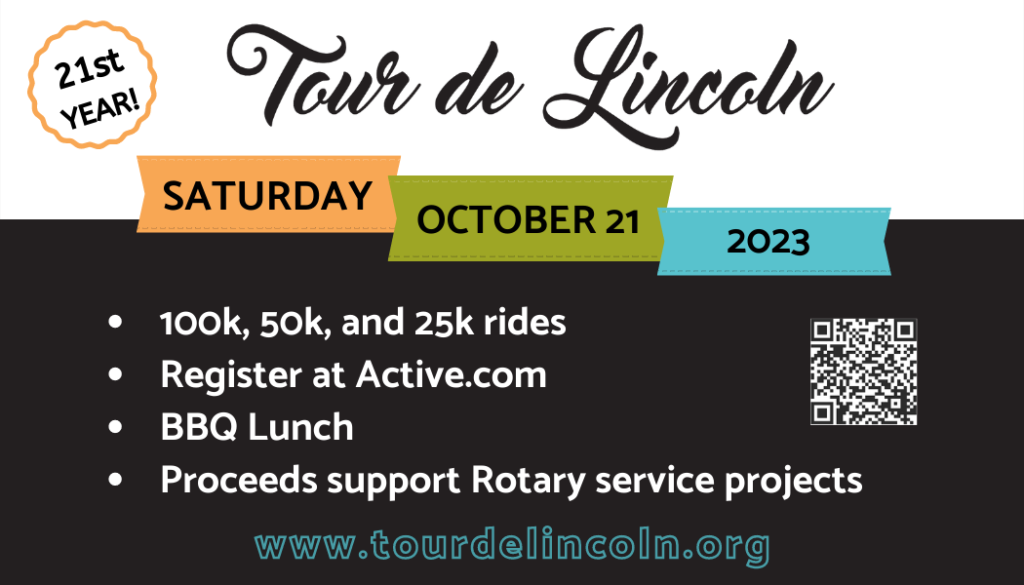 21st
YEAR!
Tour de Lincoln
SATURDAY
OCTOBER 21
2023
• 100k, 50k, and 25k rides
• Register at Active.com
• BBQ Lunch
• Proceeds support Rotary service projects
www.tourdelincoln.org